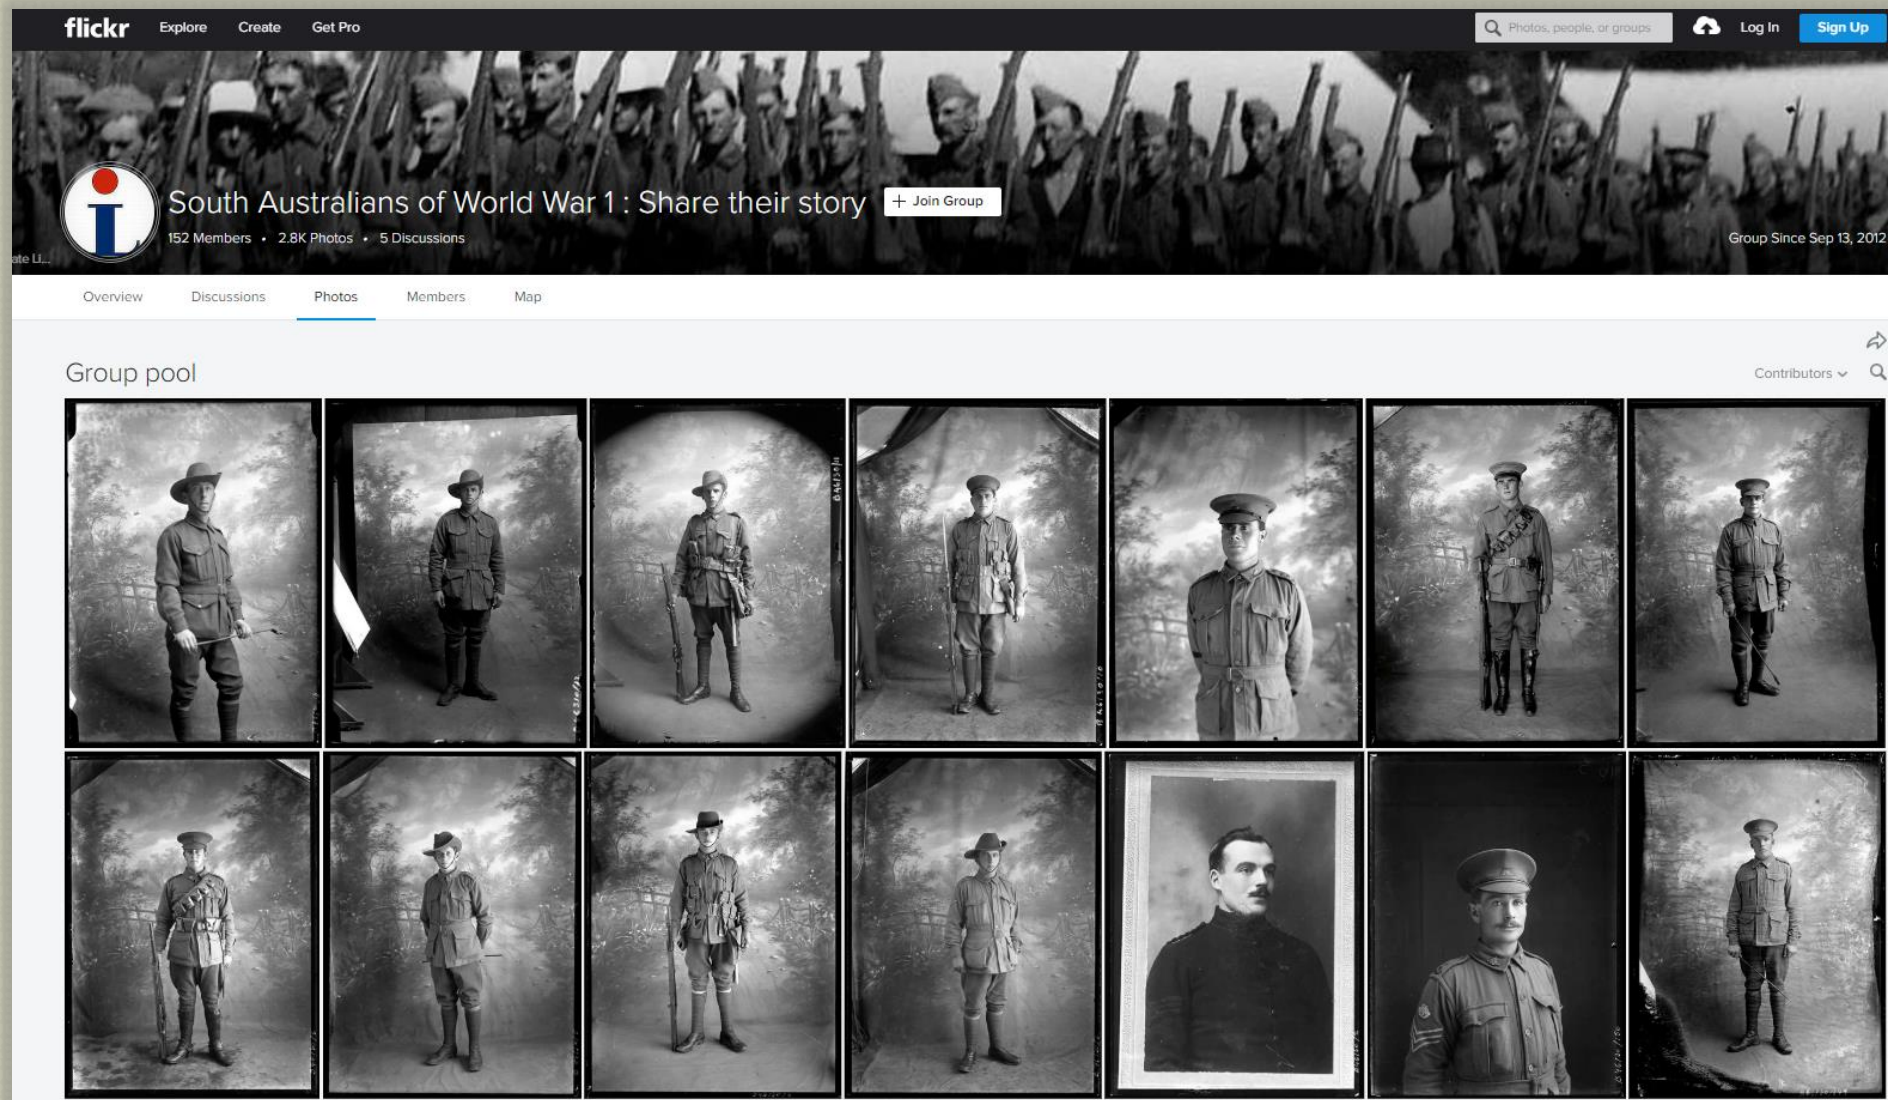 flickr Explore Create Get Pro Photos, people, or groups Log In Sign Up
South Australians of World War 1 : Share their story + Join Group
152 Members • 2.8K Photos • 5 Discussions Group Since Sep 13, 2012
ate Li...
Overview Discussions Photos Members Map
Group pool
Contributors